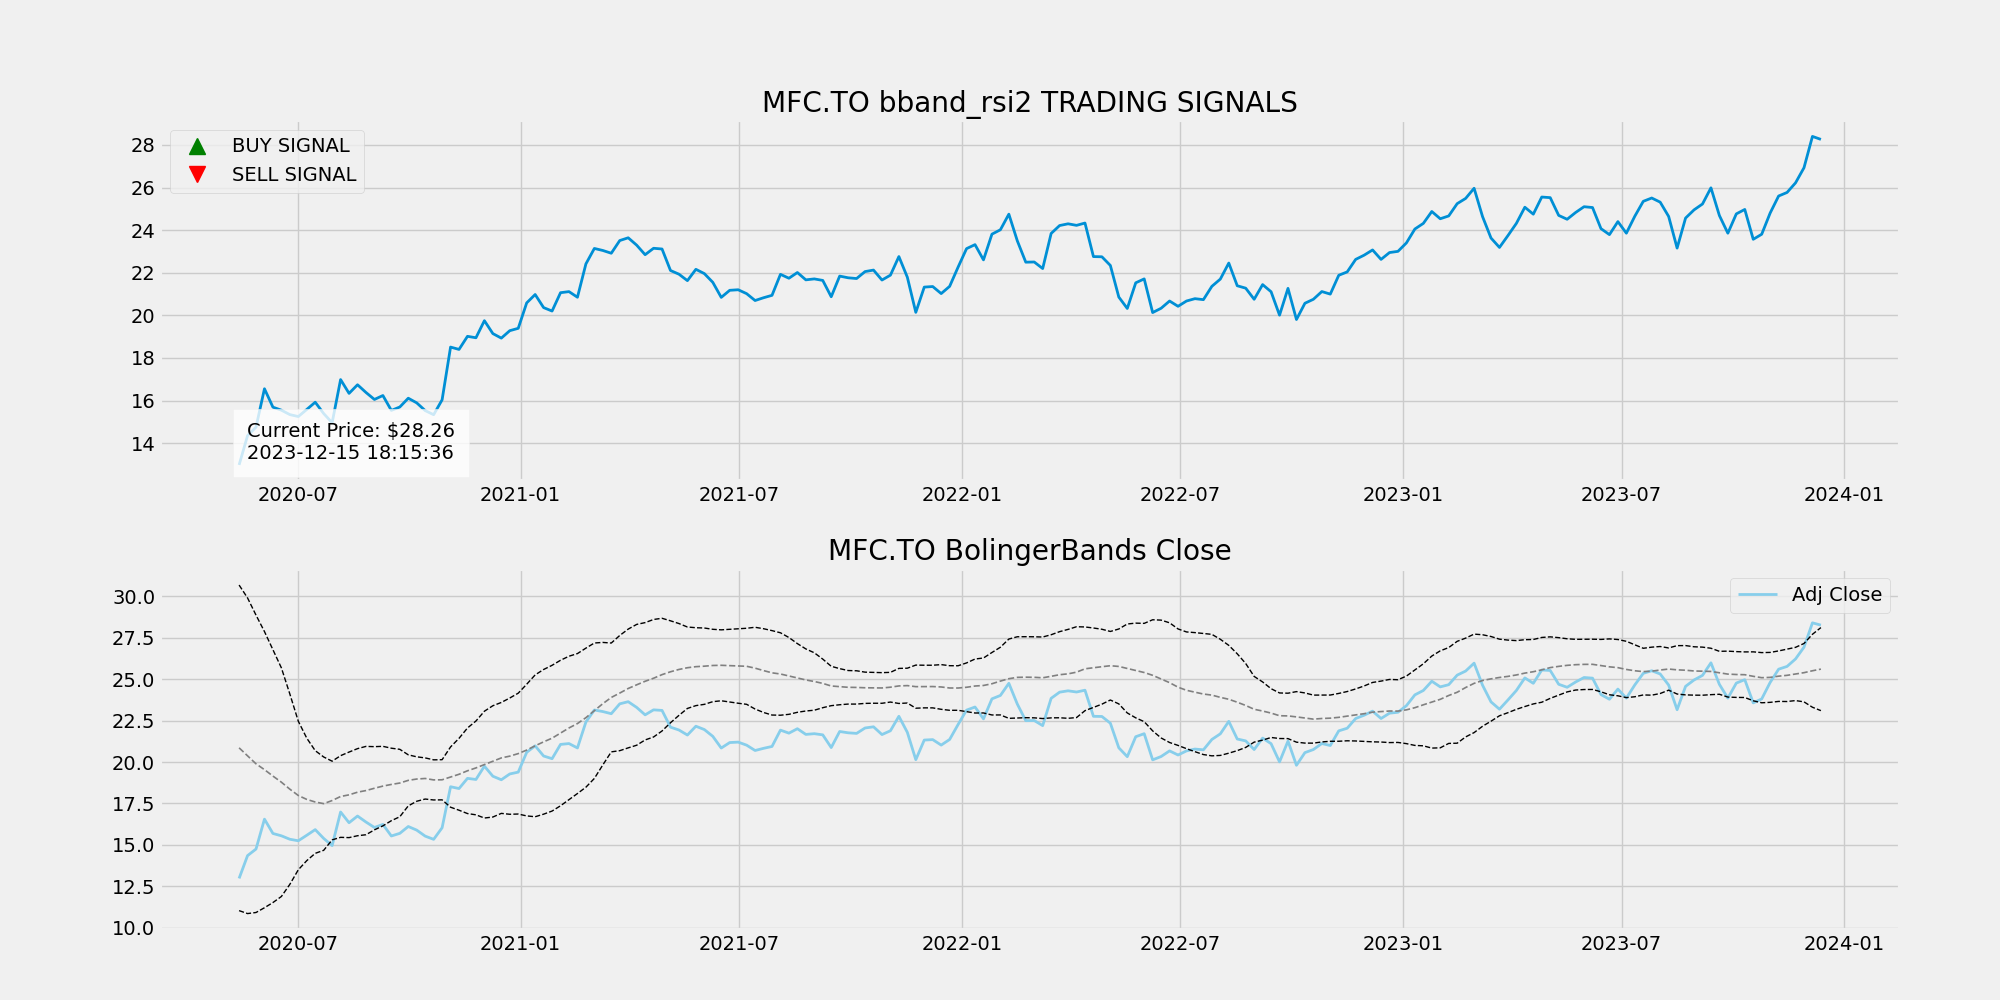 MFC.TO bband_rsi2 TRADING SIGNALS
BUY SIGNAL
SELL SIGNAL
28
26
24
22
20
18
16
14
Current Price: $28.26
2023-12-15 18:15:36
2020-07 2021-01 2021-07 2022-01 2022-07 2023-01 2023-07 2024-01
MFC.TO BolingerBands Close
Adj Close
30.0
27.5
25.0
22.5
20.0
17.5
15.0
12.5
10.0
2020-07 2021-01 2021-07 2022-01 2022-07 2023-01 2023-07 2024-01